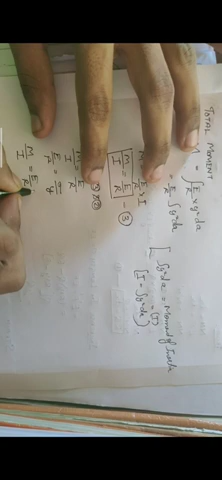 TOTAL MOMENT
∫ E/R x y² da
= E/R ∫ y² da
[ ∫ y² da = Moment of Inertia (I)
[ I = ∫ y² da ]
M = E/R x I
M/I = E/R ③
M/I = E/R
E/R = σ/y
M/I = E/R